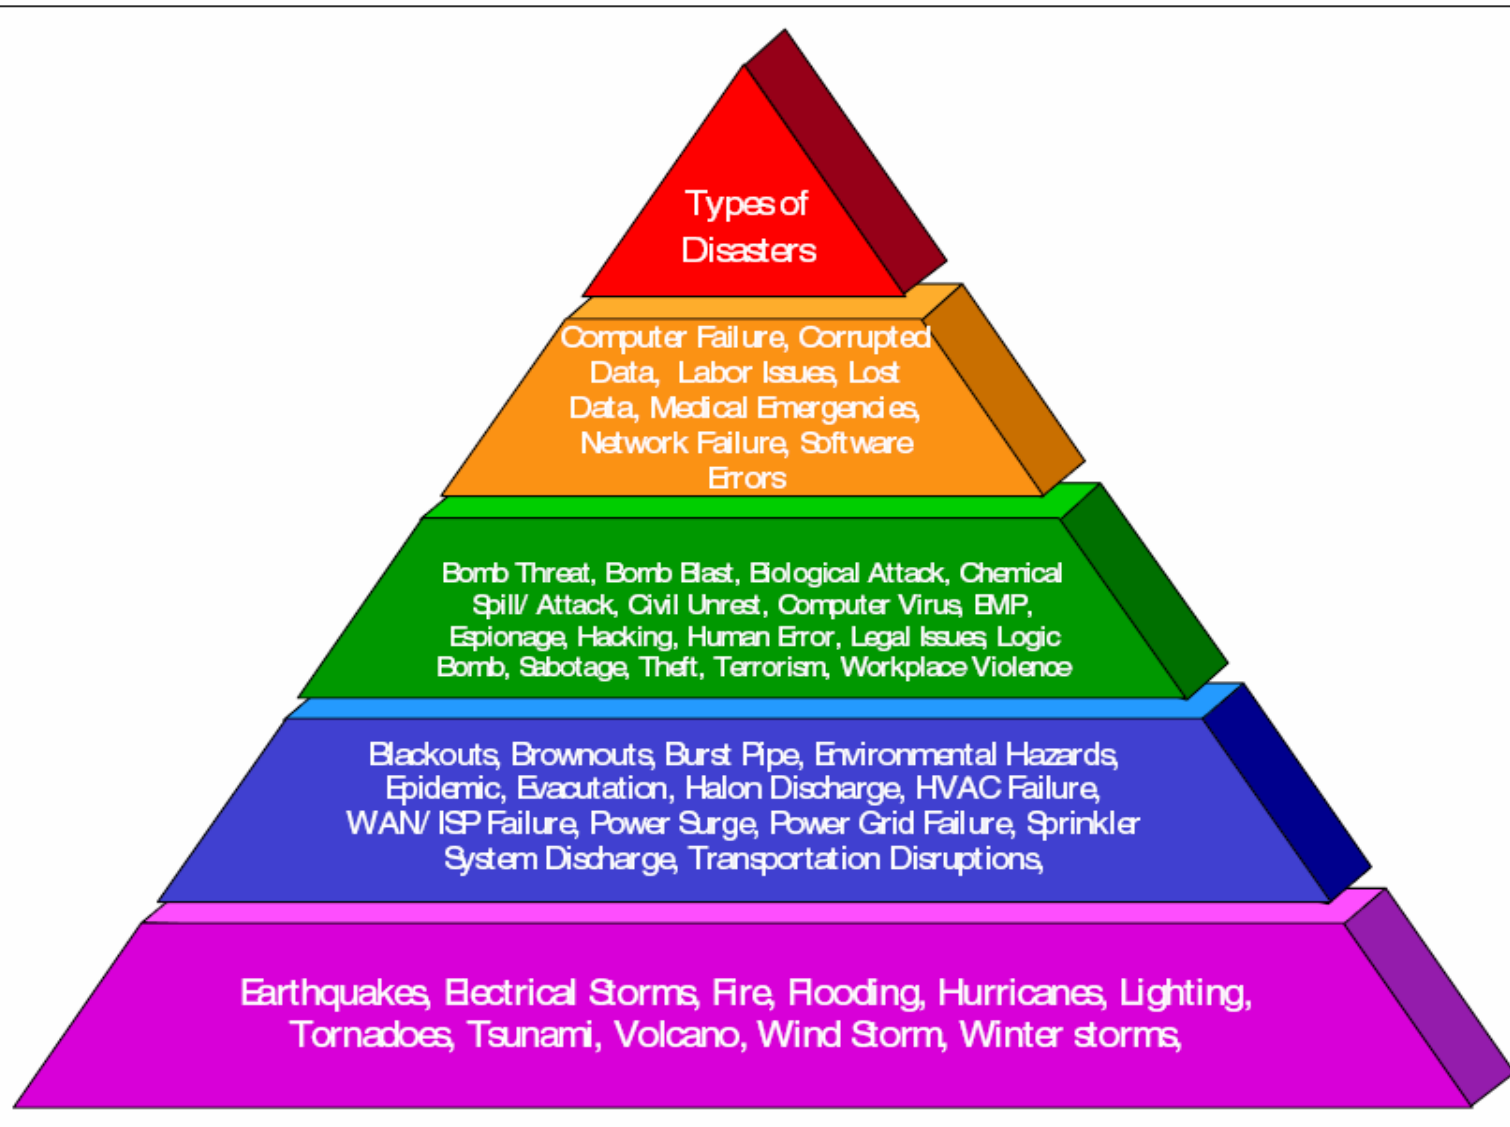 Types of
Disasters
Computer Failure, Corrupted
Data, Labor Issues, Lost
Data, Medical Emergencies,
Network Failure, Software
Errors
Bomb Threat, Bomb Blast, Biological Attack, Chemical
Spill/ Attack, Civil Unrest, Computer Virus, EMP,
Espionage, Hacking, Human Error, Legal Issues, Logic
Bomb, Sabotage, Theft, Terrorism, Workplace Violence
Blackouts, Brownouts, Burst Pipe, Environmental Hazards,
Epidemic, Evacutation, Halon Discharge, HVAC Failure,
WAN/ ISP Failure, Power Surge, Power Grid Failure, Sprinkler
System Discharge, Transportation Disruptions,
Earthquakes, Electrical Storms, Fire, Flooding, Hurricanes, Lighting,
Tornadoes, Tsunami, Volcano, Wind Storm, Winter storms,